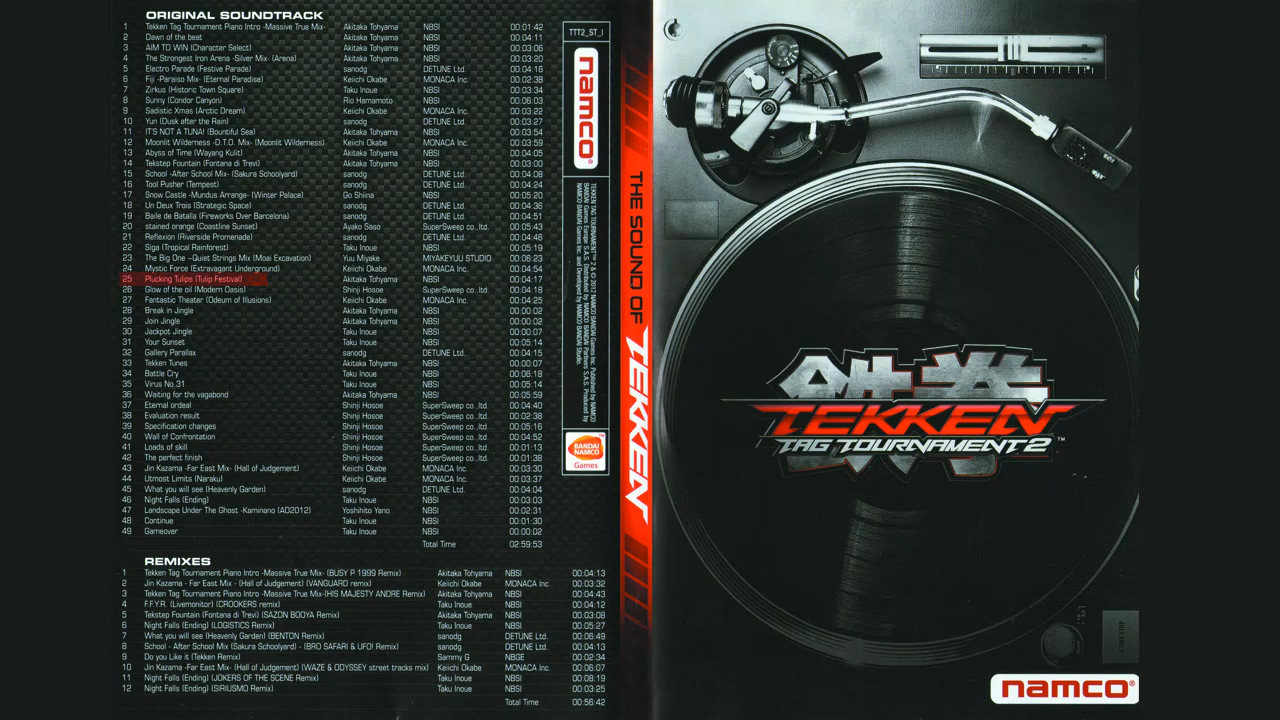 ORIGINAL SOUNDTRACK
1 Tekken Tag Tournament Piano Intro -Massive True Mix- Akitaka Tohyama NBSI 00:01:42
2 Dawn of the beat Akitaka Tohyama NBSI 00:04:11
3 AIM TO WIN (Character Select) Akitaka Tohyama NBSI 00:03:06
4 The Strongest Iron Arena -Silver Mix- (Arena) Akitaka Tohyama NBSI 00:03:20
5 Electro Parade (Festive Parade) sanodg DETUNE Ltd. 00:04:16
6 Fiji -Paraiso Mix- (Eternal Paradise) Keiichi Okabe MONACA Inc. 00:02:38
7 Zirkus (Historic Town Square) Taku Inoue NBSI 00:03:34
8 Sunny (Condor Canyon) Rio Hamamoto NBSI 00:06:03
9 Sadistic Xmas (Arctic Dream) Keiichi Okabe MONACA Inc. 00:03:22
10 Yun (Dusk after the Rain) sanodg DETUNE Ltd. 00:03:27
11 IT'S NOT A TUNA! (Bountiful Sea) Akitaka Tohyama NBSI 00:03:54
12 Moonlit Wilderness -D.T.O. Mix- (Moonlit Wilderness) Keiichi Okabe MONACA Inc. 00:03:59
13 Abyss of Time (Wayang Kulit) Akitaka Tohyama NBSI 00:04:05
14 Tekstep Fountain (Fontana di Trevi) Akitaka Tohyama NBSI 00:03:00
15 School -After School Mix- (Sakura Schoolyard) sanodg DETUNE Ltd. 00:04:08
16 Tool Pusher (Tempest) sanodg DETUNE Ltd. 00:04:24
17 Snow Castle -Mundus Arrange- (Winter Palace) Go Shiina NBSI 00:05:20
18 Un Deux Trois (Strategic Space) sanodg DETUNE Ltd. 00:04:36
19 Baile de Batalla (Fireworks Over Barcelona) sanodg DETUNE Ltd. 00:04:51
20 stained orange (Coastline Sunset) Ayako Saso SuperSweep co.,ltd. 00:05:43
21 Reflexion (Riverside Promenade) sanodg DETUNE Ltd. 00:04:46
22 Siga (Tropical Rainforest) Taku Inoue NBSI 00:05:19
23 The Big One ~Quiet Strings Mix (Moai Excavation) Yuu Miyake MIYAKEYUU STUDIO 00:06:23
24 Mystic Force (Extravagant Underground) Keiichi Okabe MONACA Inc. 00:04:54
25 Plucking Tulips (Tulip Festival) Akitaka Tohyama NBSI 00:04:17
26 Glow of the oil (Modern Oasis) Shinji Hosoe SuperSweep co.,ltd. 00:04:18
27 Fantastic Theater (Odeum of Illusions) Keiichi Okabe MONACA Inc. 00:04:25
28 Break in Jingle Akitaka Tohyama NBSI 00:00:02
29 Join Jingle Akitaka Tohyama NBSI 00:00:02
30 Jackpot Jingle Taku Inoue NBSI 00:00:07
31 Your Sunset Taku Inoue NBSI 00:05:14
32 Gallery Parallax sanodg DETUNE Ltd. 00:04:15
33 Tekken Tunes Akitaka Tohyama NBSI 00:00:07
34 Battle Cry Taku Inoue NBSI 00:06:18
35 Virus No.31 Taku Inoue NBSI 00:05:14
36 Waiting for the vagabond Akitaka Tohyama NBSI 00:05:59
37 Eternal ordeal Shinji Hosoe SuperSweep co.,ltd. 00:04:40
38 Evaluation result Shinji Hosoe SuperSweep co.,ltd. 00:02:38
39 Specification changes Shinji Hosoe SuperSweep co.,ltd. 00:05:16
40 Wall of Confrontation Shinji Hosoe SuperSweep co.,ltd. 00:04:52
41 Loads of skill Shinji Hosoe SuperSweep co.,ltd. 00:01:13
42 The perfect finish Shinji Hosoe SuperSweep co.,ltd. 00:01:38
43 Jin Kazama -Far East Mix- (Hall of Judgement) Keiichi Okabe MONACA Inc. 00:03:30
44 Utmost Limits (Naraku) Keiichi Okabe MONACA Inc. 00:03:37
45 What you will see (Heavenly Garden) sanodg DETUNE Ltd. 00:04:04
46 Night Falls (Ending) Taku Inoue NBSI 00:03:03
47 Landscape Under The Ghost -Kaminano (AD2012) Yoshihito Yano NBSI 00:02:31
48 Continue Taku Inoue NBSI 00:01:30
49 Gameover Taku Inoue NBSI 00:00:02
Total Time 02:59:53
REMIXES
1 Tekken Tag Tournament Piano Intro -Massive True Mix- (BUSY P 1999 Remix) Akitaka Tohyama NBSI 00:04:13
2 Jin Kazama - Far East Mix - (Hall of Judgement) (VANGUARD remix) Keiichi Okabe MONACA Inc. 00:03:32
3 Tekken Tag Tournament Piano Intro -Massive True Mix-(HIS MAJESTY ANDRE Remix) Akitaka Tohyama NBSI 00:04:43
4 F.F.Y.R. (Livemonitor) (CROOKERS remix) Taku Inoue NBSI 00:04:12
5 Tekstep Fountain (Fontana di Trevi) (SAZON BOOYA Remix) Akitaka Tohyama NBSI 00:03:08
6 Night Falls (Ending) (LOGISTICS Remix) Taku Inoue NBSI 00:05:27
7 What you will see (Heavenly Garden) (BENTON Remix) sanodg DETUNE Ltd. 00:06:49
8 School - After School Mix (Sakura Schoolyard) - (BRO SAFARI & UFO! Remix) sanodg DETUNE Ltd. 00:04:13
9 Do you Like it (Tekken Remix) Sammy G NBGE 00:02:34
10 Jin Kazama -Far East Mix- (Hall of Judgement) (WAZE & ODYSSEY street tracks mix) Keiichi Okabe MONACA Inc. 00:06:07
11 Night Falls (Ending) (JOKERS OF THE SCENE Remix) Taku Inoue NBSI 00:08:19
12 Night Falls (Ending) (SIRIUSMO Remix) Taku Inoue NBSI 00:03:25
Total Time 00:56:42
TTT2_ST_I
namco
TEKKEN TAG TOURNAMENT™ 2 & © 2012 NAMCO BANDAI Games Inc. Published by NAMCO
BANDAI Games Europe S.A.S. Distributed by NAMCO BANDAI Partners S.A.S. Produced by
NAMCO BANDAI Games Inc. and Developed by NAMCO BANDAI Studio.
BANDAI
NAMCO
Games
THE SOUND OF TEKKEN
鉄拳
TEKKEN
TAG TOURNAMENT 2™
START·STOP
namco